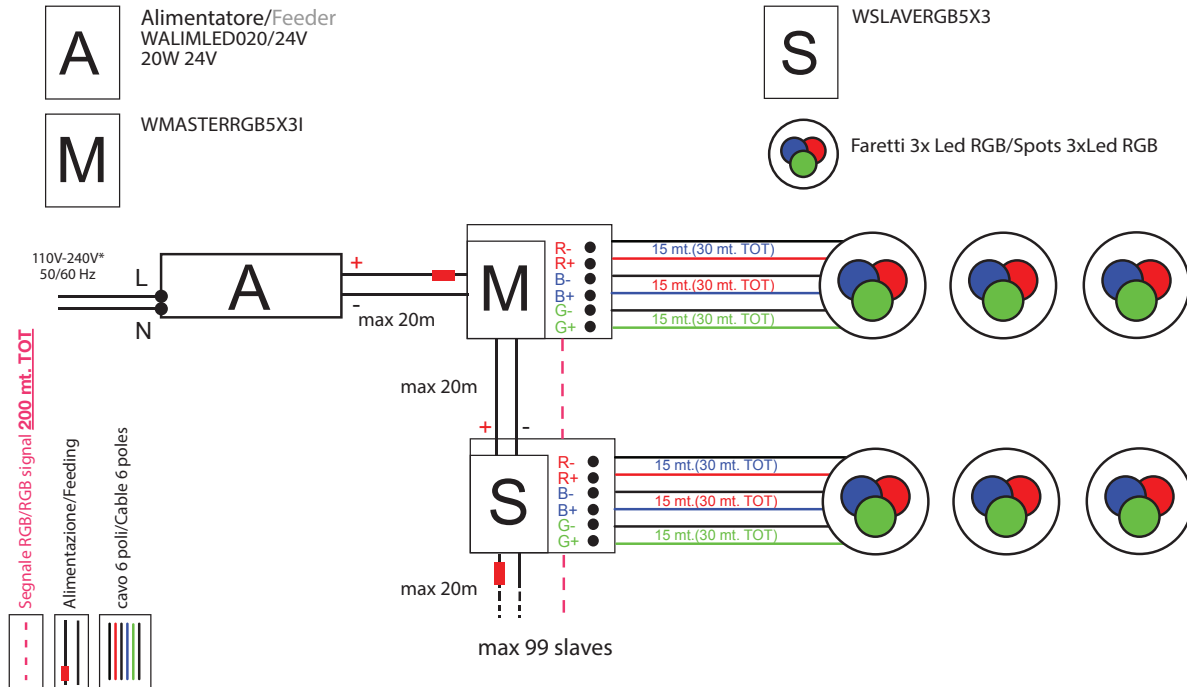 A
Alimentatore/Feeder
WALIMLED020/24V
20W 24V
S
WSLAVERGB5X3
M
WMASTERRGB5X3I
Faretti 3x Led RGB/Spots 3xLed RGB
110V-240V*
50/60 Hz
L
N
A
+
-
max 20m
M
R-
R+
B-
B+
G-
G+
15 mt.(30 mt. TOT)
15 mt.(30 mt. TOT)
15 mt.(30 mt. TOT)
max 20m
+
-
S
R-
R+
B-
B+
G-
G+
15 mt.(30 mt. TOT)
15 mt.(30 mt. TOT)
15 mt.(30 mt. TOT)
max 20m
max 99 slaves
Segnale RGB/RGB signal 200 mt. TOT
Alimentazione/Feeding
cavo 6 poli/Cable 6 poles